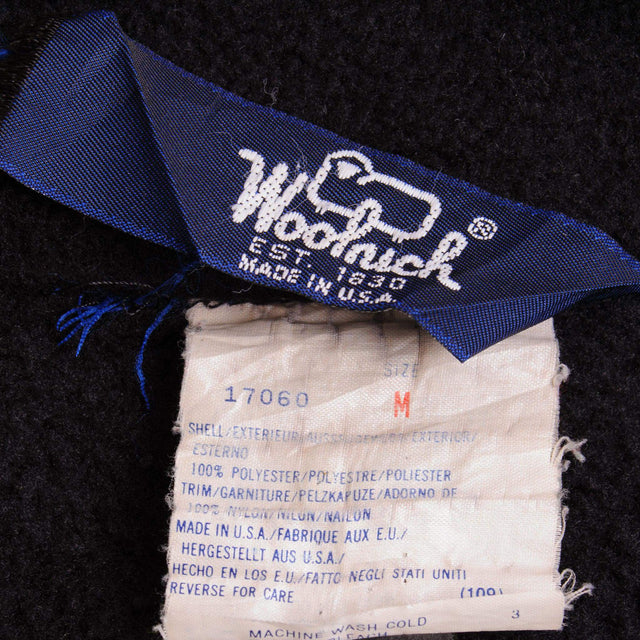 Woolrich ®
EST. 1830
MADE IN U.S.A.
SIZE
17060 M
SHELL/EXTERIEUR/ EXTERIOR/
ESTERNO
100% POLYESTER/POLYESTRE/POLIESTER
TRIM/GARNITURE/PELZKAPUZE/ADORNO DE
100% NYLON/NILON/NAILON
MADE IN U.S.A./FABRIQUE AUX E.U./
HERGESTELLT AUS U.S.A./
HECHO EN LOS E.U./FATTO NEGLI STATI UNITI
REVERSE FOR CARE (109)
3
MACHINE WASH COLD
BLEACH